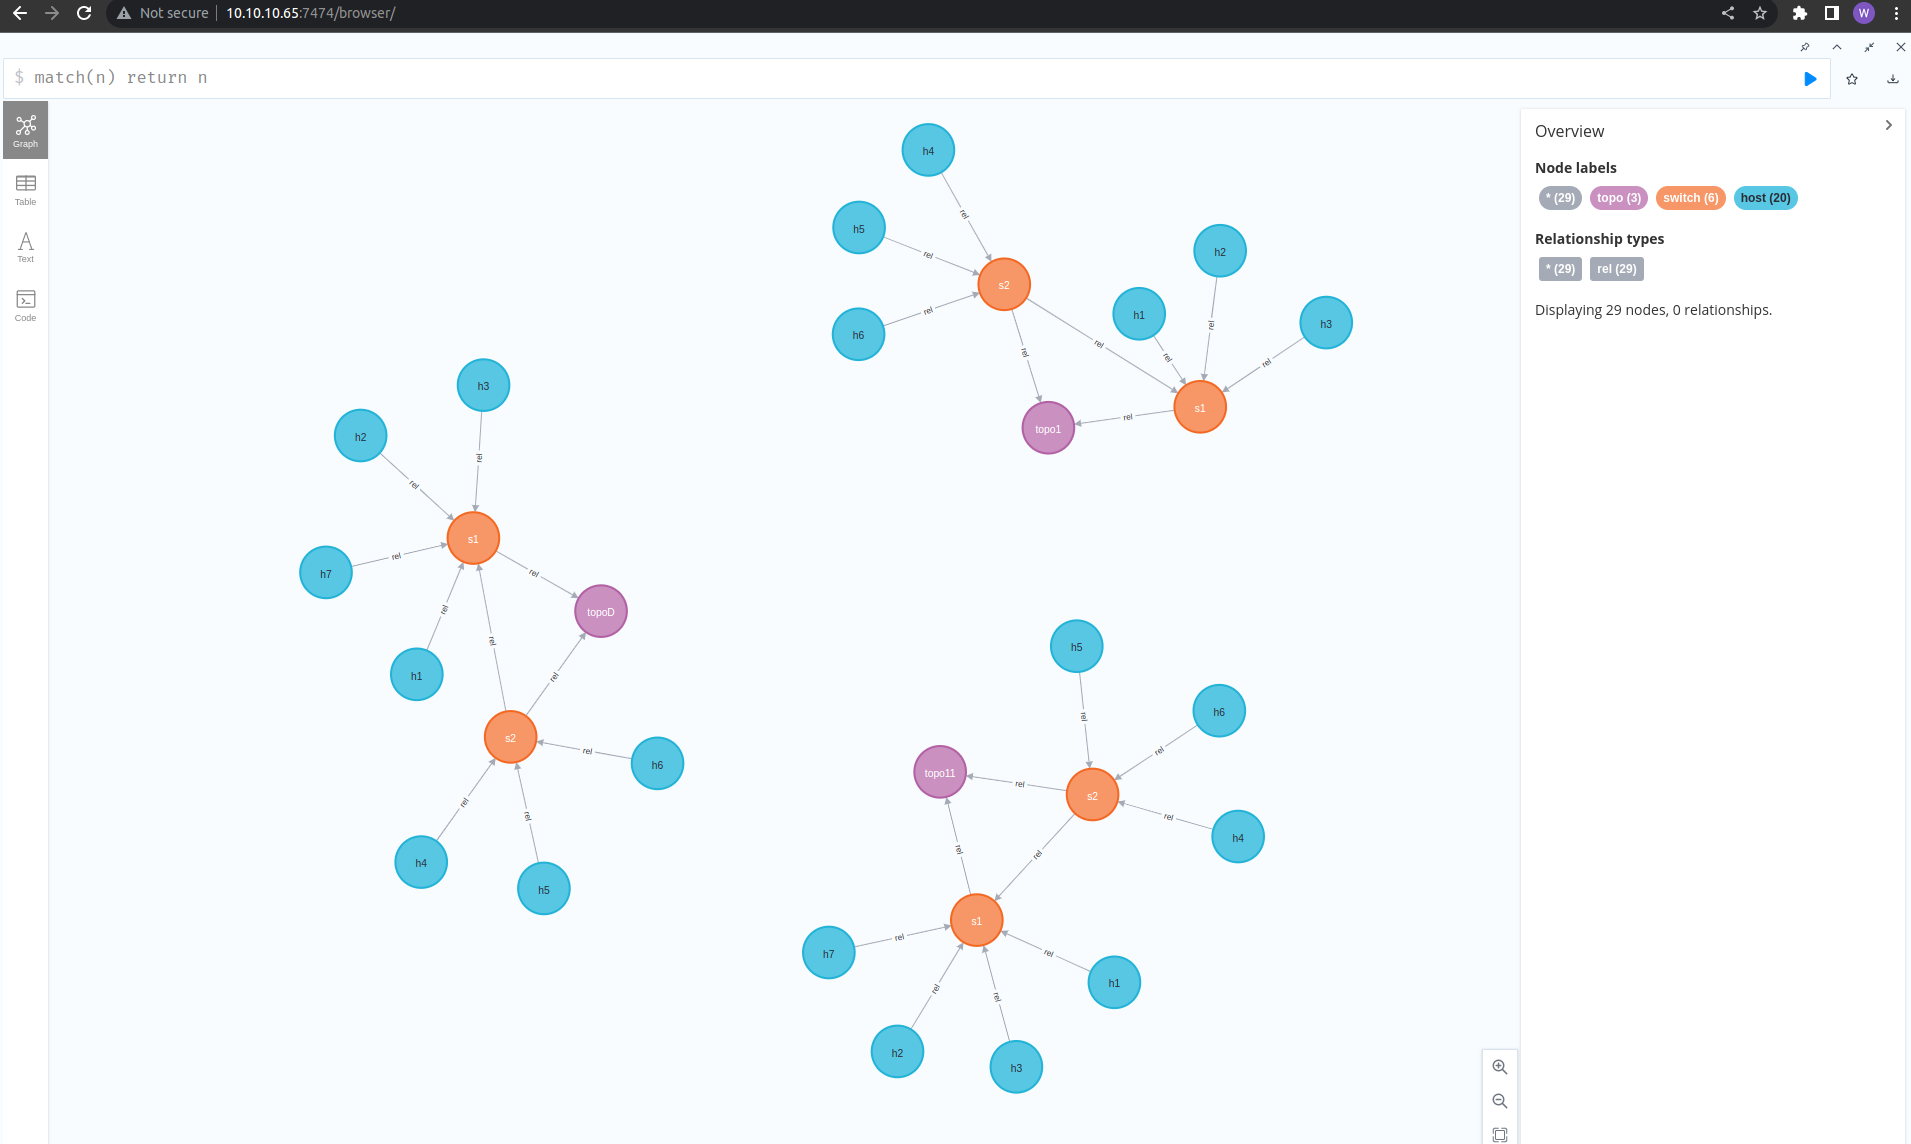 Not secure 10.10.10.65:7474/browser/
W
$ match(n) return n
Graph
Table
Text
Code
h4
rel
h5
rel
h6
rel
s2
rel
rel
h1
rel
h2
rel
h3
rel
s1
rel
topo1
h3
rel
h2
rel
s1
rel
h7
rel
topoD
rel
h1
rel
rel
s2
rel
h6
rel
h4
rel
h5
h5
rel
h6
rel
topo11
rel
s2
rel
h4
rel
rel
s1
h7
rel
rel
h1
rel
h2
rel
h3
Overview
Node labels
* (29) topo (3) switch (6) host (20)
Relationship types
* (29) rel (29)
Displaying 29 nodes, 0 relationships.